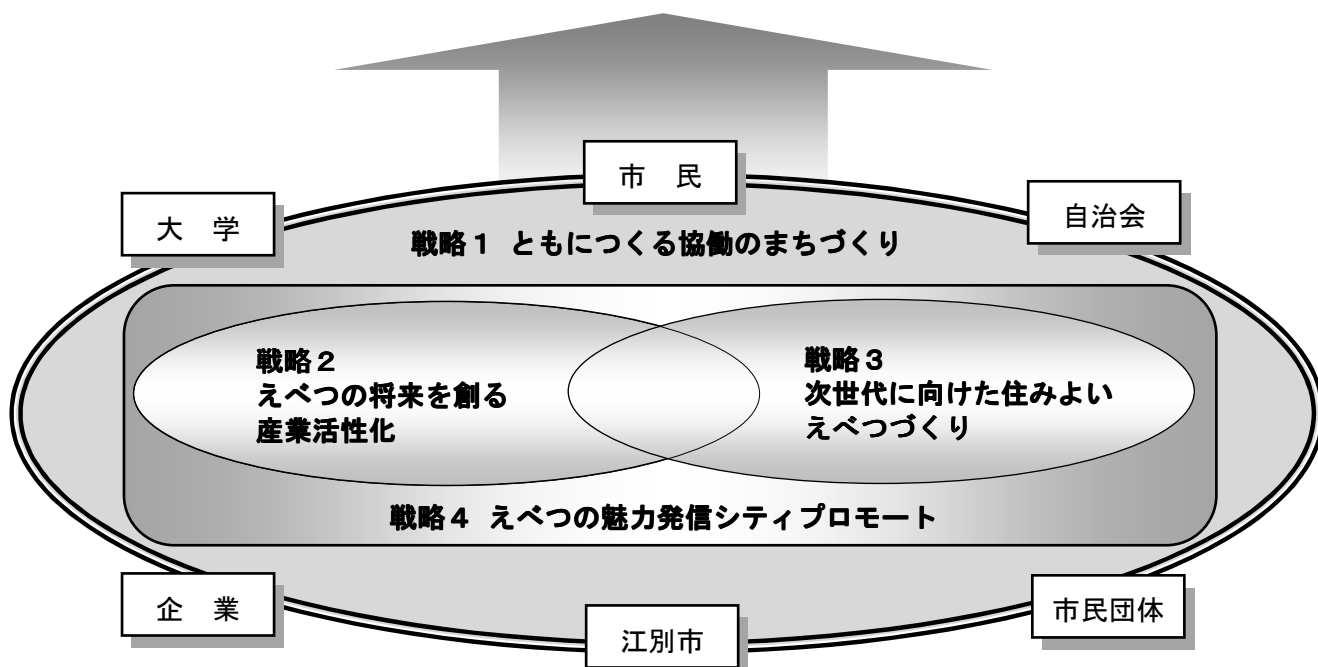 市　民
大　学
自治会
戦略１ ともにつくる協働のまちづくり
戦略２
えべつの将来を創る
産業活性化
戦略３
次世代に向けた住みよい
えべつづくり
戦略４ えべつの魅力発信シティプロモート
企　業
江別市
市民団体